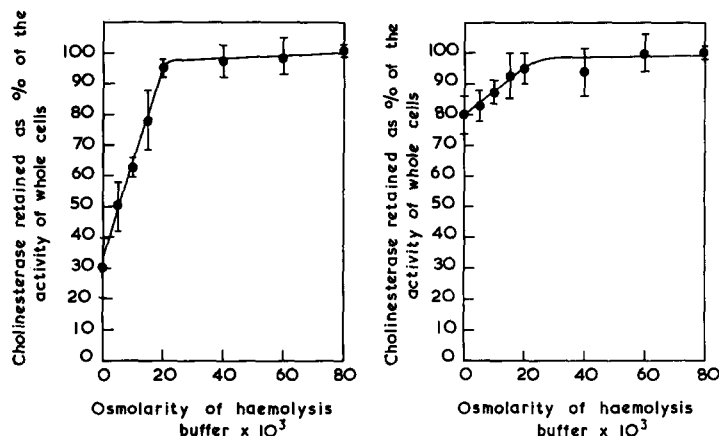 Cholinesterase retained as % of the
activity of whole cells
100
90
80
70
60
50
40
30
20
10
0
0 20 40 60 80
Osmolarity of haemolysis
buffer x 10³
Cholinesterase retained as % of the
activity of whole cells
100
90
80
70
60
50
40
30
20
10
0
0 20 40 60 80
Osmolarity of haemolysis
buffer x 10³